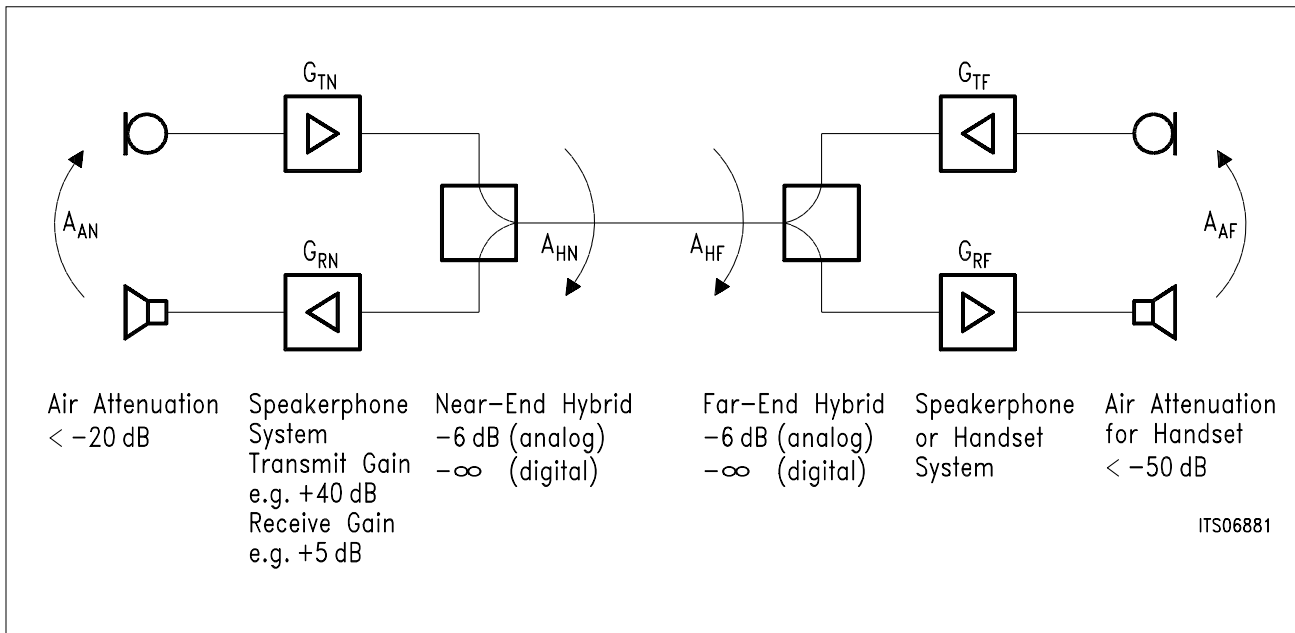 G_TN
G_TF
A_AN
A_HN
A_HF
A_AF
G_RN
G_RF
Air Attenuation
< −20 dB
Speakerphone
System
Transmit Gain
e.g. +40 dB
Receive Gain
e.g. +5 dB
Near−End Hybrid
−6 dB (analog)
−∞ (digital)
Far−End Hybrid
−6 dB (analog)
−∞ (digital)
Speakerphone
or Handset
System
Air Attenuation
for Handset
< −50 dB
ITS06881